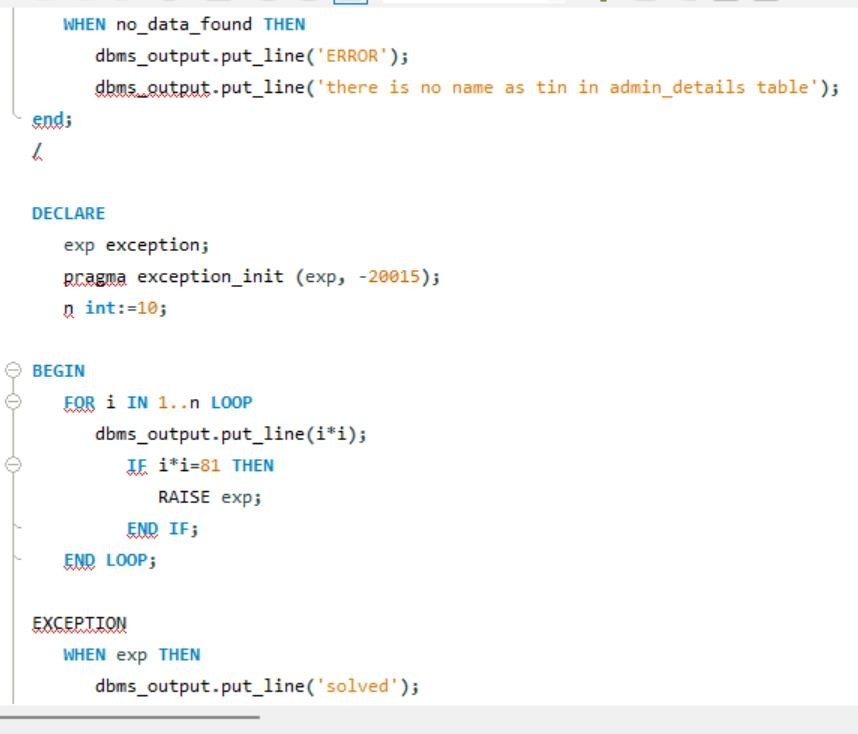 WHEN no_data_found THEN
dbms_output.put_line('ERROR');
dbms_output.put_line('there is no name as tin in admin_details table');
end;
/
DECLARE
exp exception;
pragma exception_init (exp, -20015);
n int:=10;
BEGIN
FOR i IN 1..n LOOP
dbms_output.put_line(i*i);
IF i*i=81 THEN
RAISE exp;
END IF;
END LOOP;
EXCEPTION
WHEN exp THEN
dbms_output.put_line('solved');